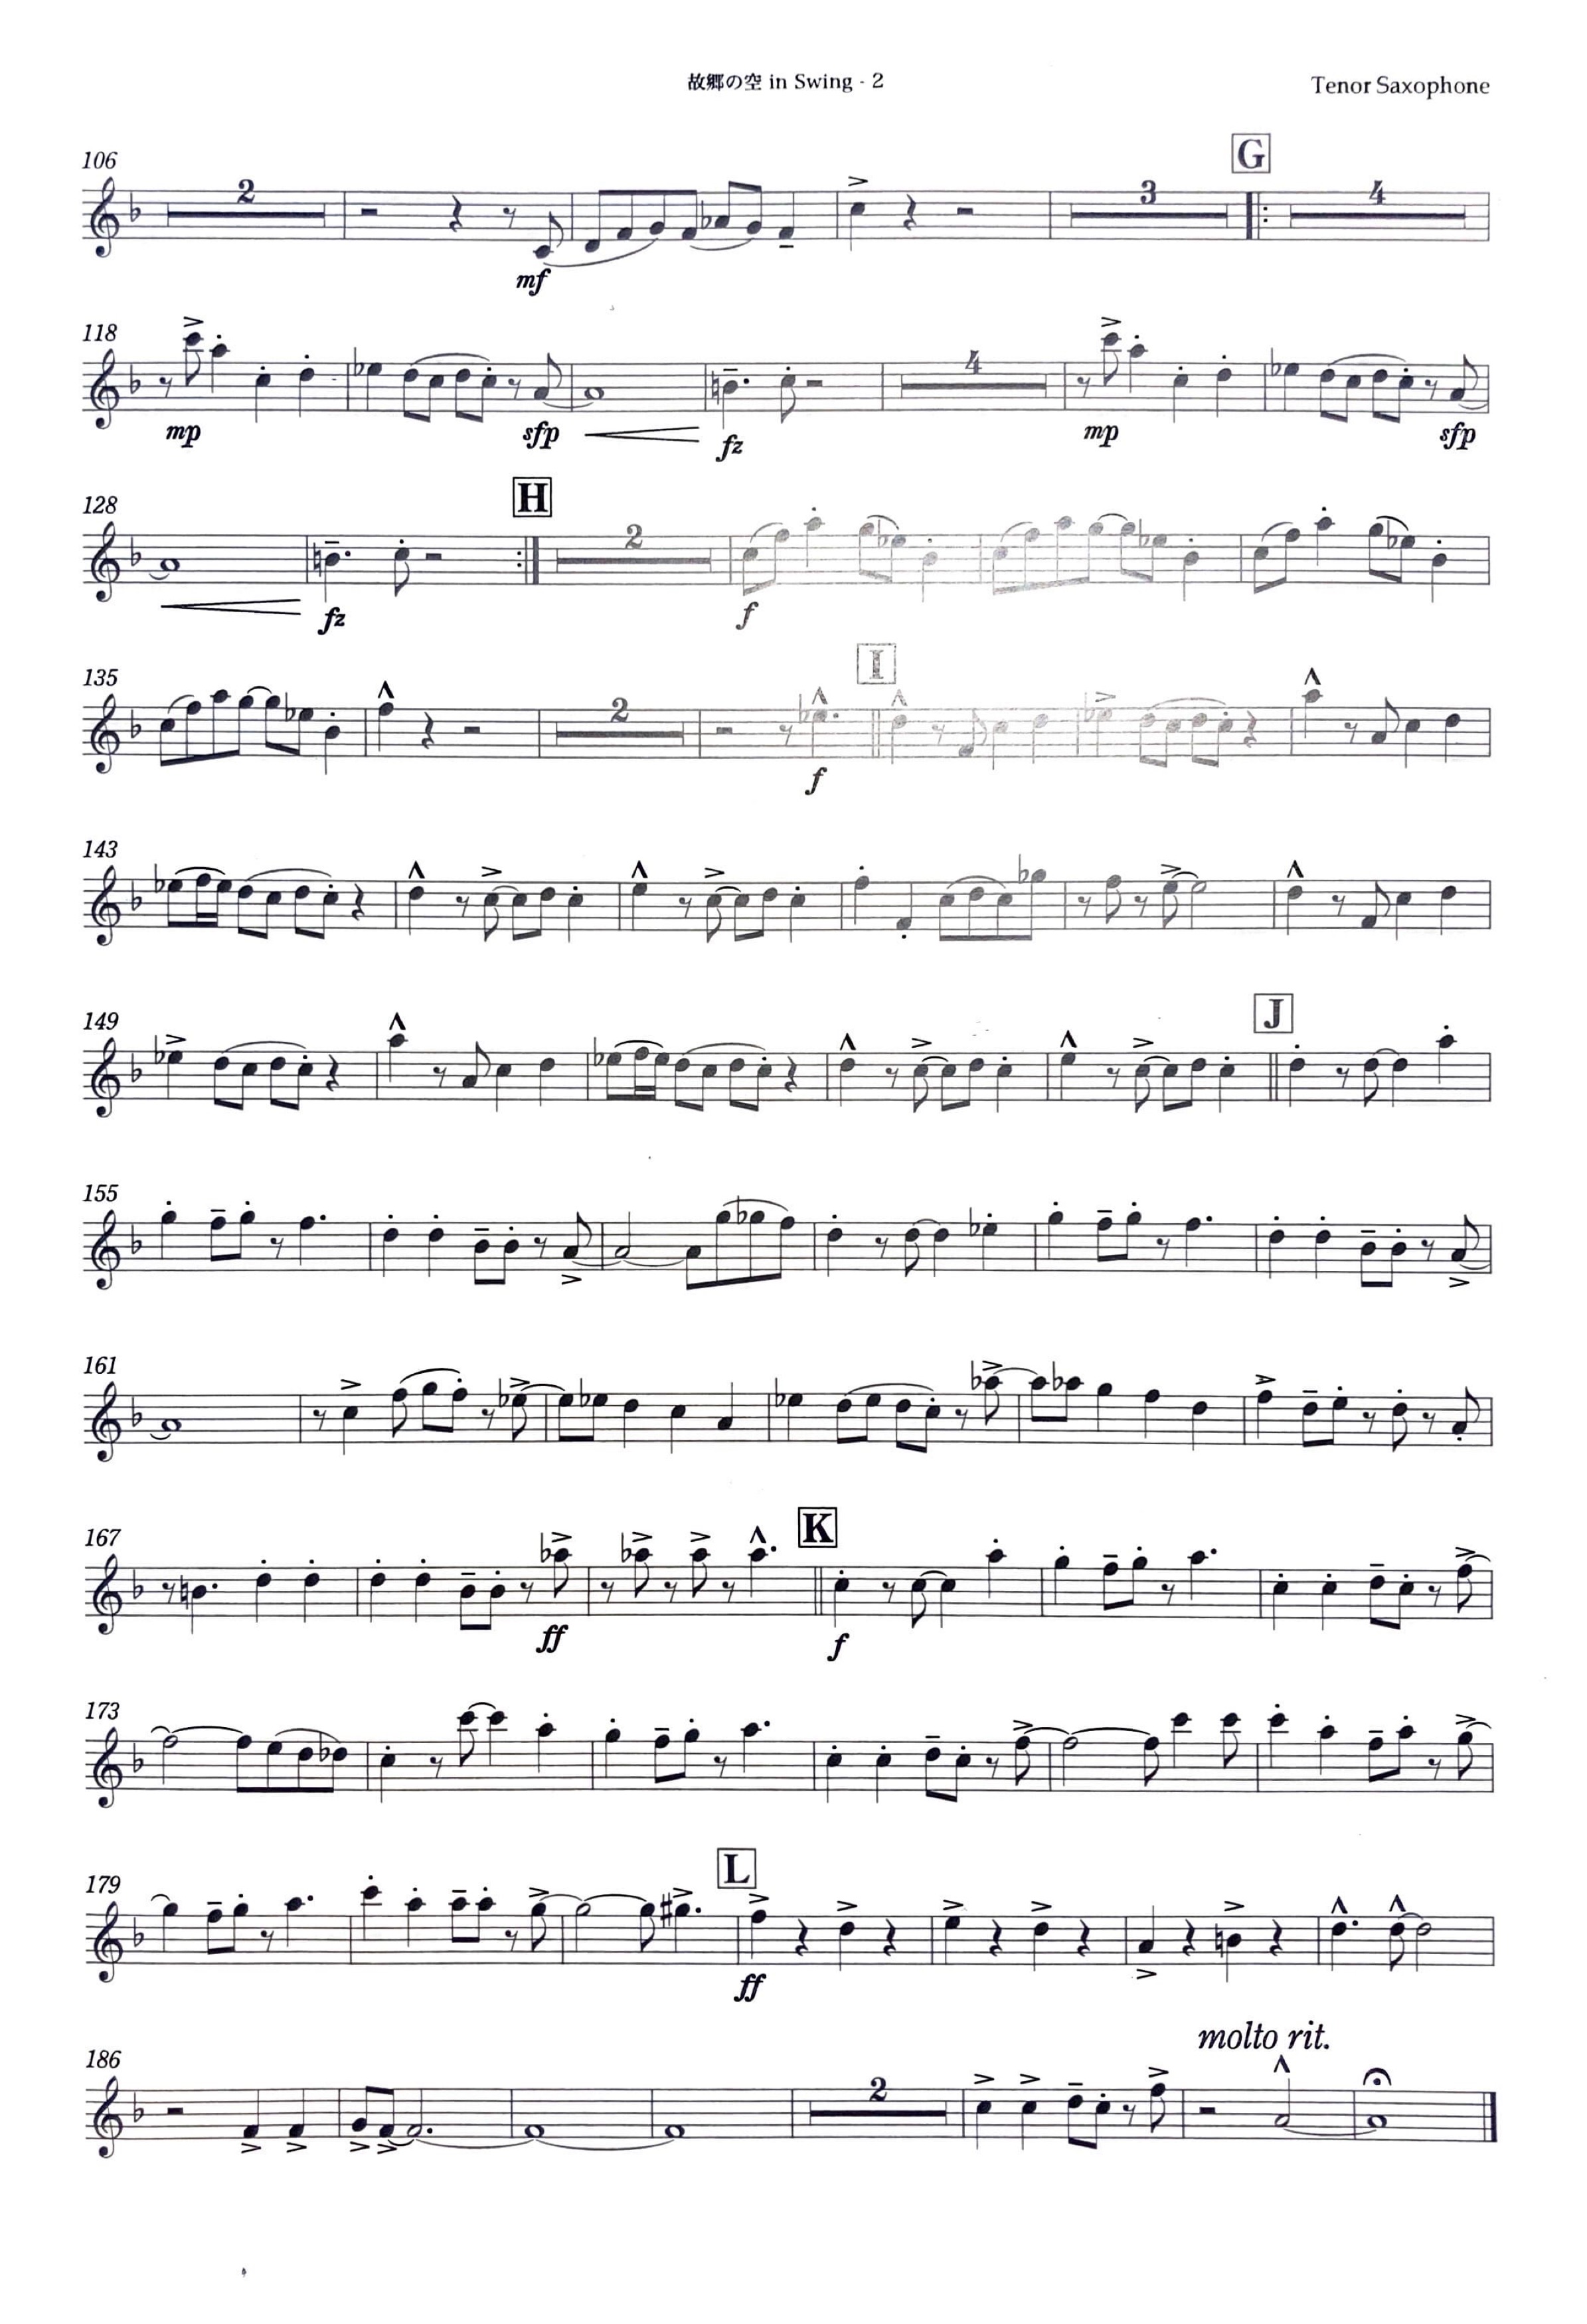 故郷の空 in Swing - 2
Tenor Saxophone
G
106
2
3
4
mf
118
4
mp
sfp
fz
mp
sfp
H
128
2
fz
f
I
135
2
f
143
J
149
155
161
K
167
ff
f
173
L
179
ff
molto rit.
186
2